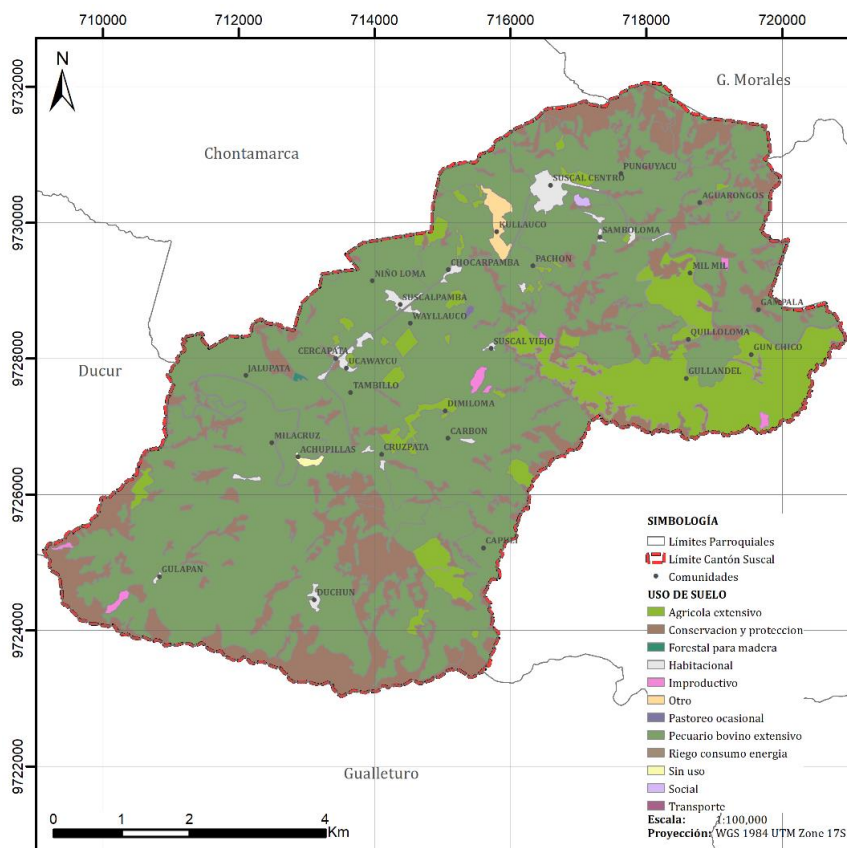 710000 712000 714000 716000 718000 720000
N
G. Morales
9732000
Chontamarca
PUNGUYACU
SUSCAL CENTRO
AGUARONGOS
9730000
KULLAUCO
SAMBOLOMA
PACHON
CHOCARPAMBA
MIL MIL
NIÑO LOMA
SUSCALPAMBA
GANPALA
WAYLLAUCO
QUILLOLOMA
SUSCAL VIEJO
9728000
CERCAPATA
GUN CHICO
UCAWAYCU
Ducur
JALUPATA
GULLANDEL
TAMBILLO
DIMILOMA
MILACRUZ
CARBON
ACHUPILLAS
CRUZPATA
9726000
CAPULI
GULAPAN
DUCHUN
9724000
9722000
Gualleturo
SIMBOLOGÍA
Límites Parroquiales
Límite Cantón Suscal
Comunidades
USO DE SUELO
Agricola extensivo
Conservacion y proteccion
Forestal para madera
Habitacional
Improductivo
Otro
Pastoreo ocasional
Pecuario bovino extensivo
Riego consumo energia
Sin uso
Social
Transporte
Escala: 1:100,000
Proyección: WGS 1984 UTM Zone 17S
0 1 2 4
Km